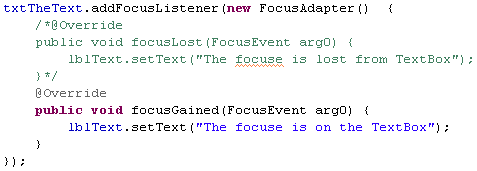 txtTheText.addFocusListener(new FocusAdapter()  {
    /*@Override
    public void focusLost(FocusEvent arg0) {
        lblText.setText("The focuse is lost from TextBox");
    }*/
    @Override
    public void focusGained(FocusEvent arg0) {
        lblText.setText("The focuse is on the TextBox");
    }
});